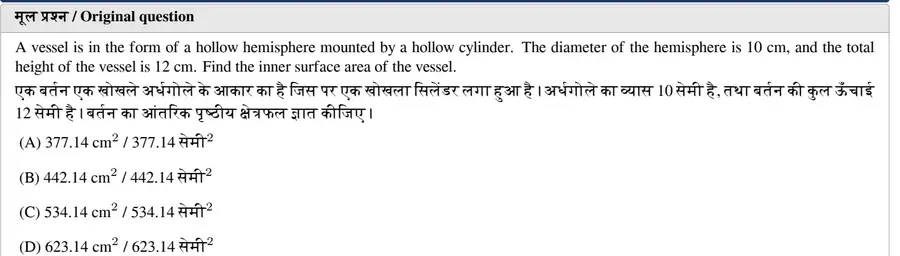 मूल प्रश्न / Original question
A vessel is in the form of a hollow hemisphere mounted by a hollow cylinder. The diameter of the hemisphere is 10 cm, and the total
height of the vessel is 12 cm. Find the inner surface area of the vessel.
एक बर्तन एक खोखले अर्धगोले के आकार का है जिस पर एक खोखला सिलेंडर लगा हुआ है। अर्धगोले का व्यास 10 सेमी है, तथा बर्तन की कुल ऊँचाई
12 सेमी है। बर्तन का आंतरिक पृष्ठीय क्षेत्रफल ज्ञात कीजिए।
(A) 377.14 cm² / 377.14 सेमी²
(B) 442.14 cm² / 442.14 सेमी²
(C) 534.14 cm² / 534.14 सेमी²
(D) 623.14 cm² / 623.14 सेमी²